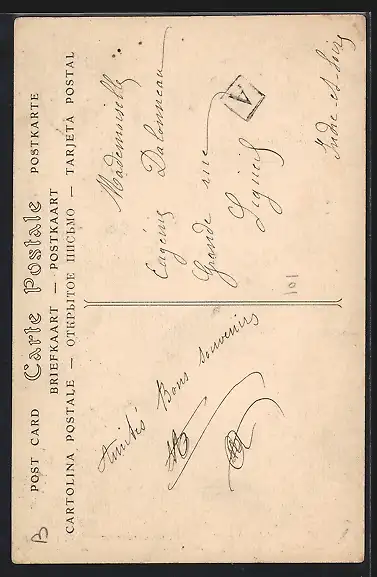 POST CARD Carte Postale POSTKARTE
BRIEFKAART — POSTKAART
CARTOLINA POSTALE — ОТКРЫТОЕ ПИСЬМО — TARJETA POSTAL
Amitiés Bons souvenirs
Mademoiselle
Eugénie Dalonneau
Grande rue
A
Ligueil
Indre-et-Loire
101
B